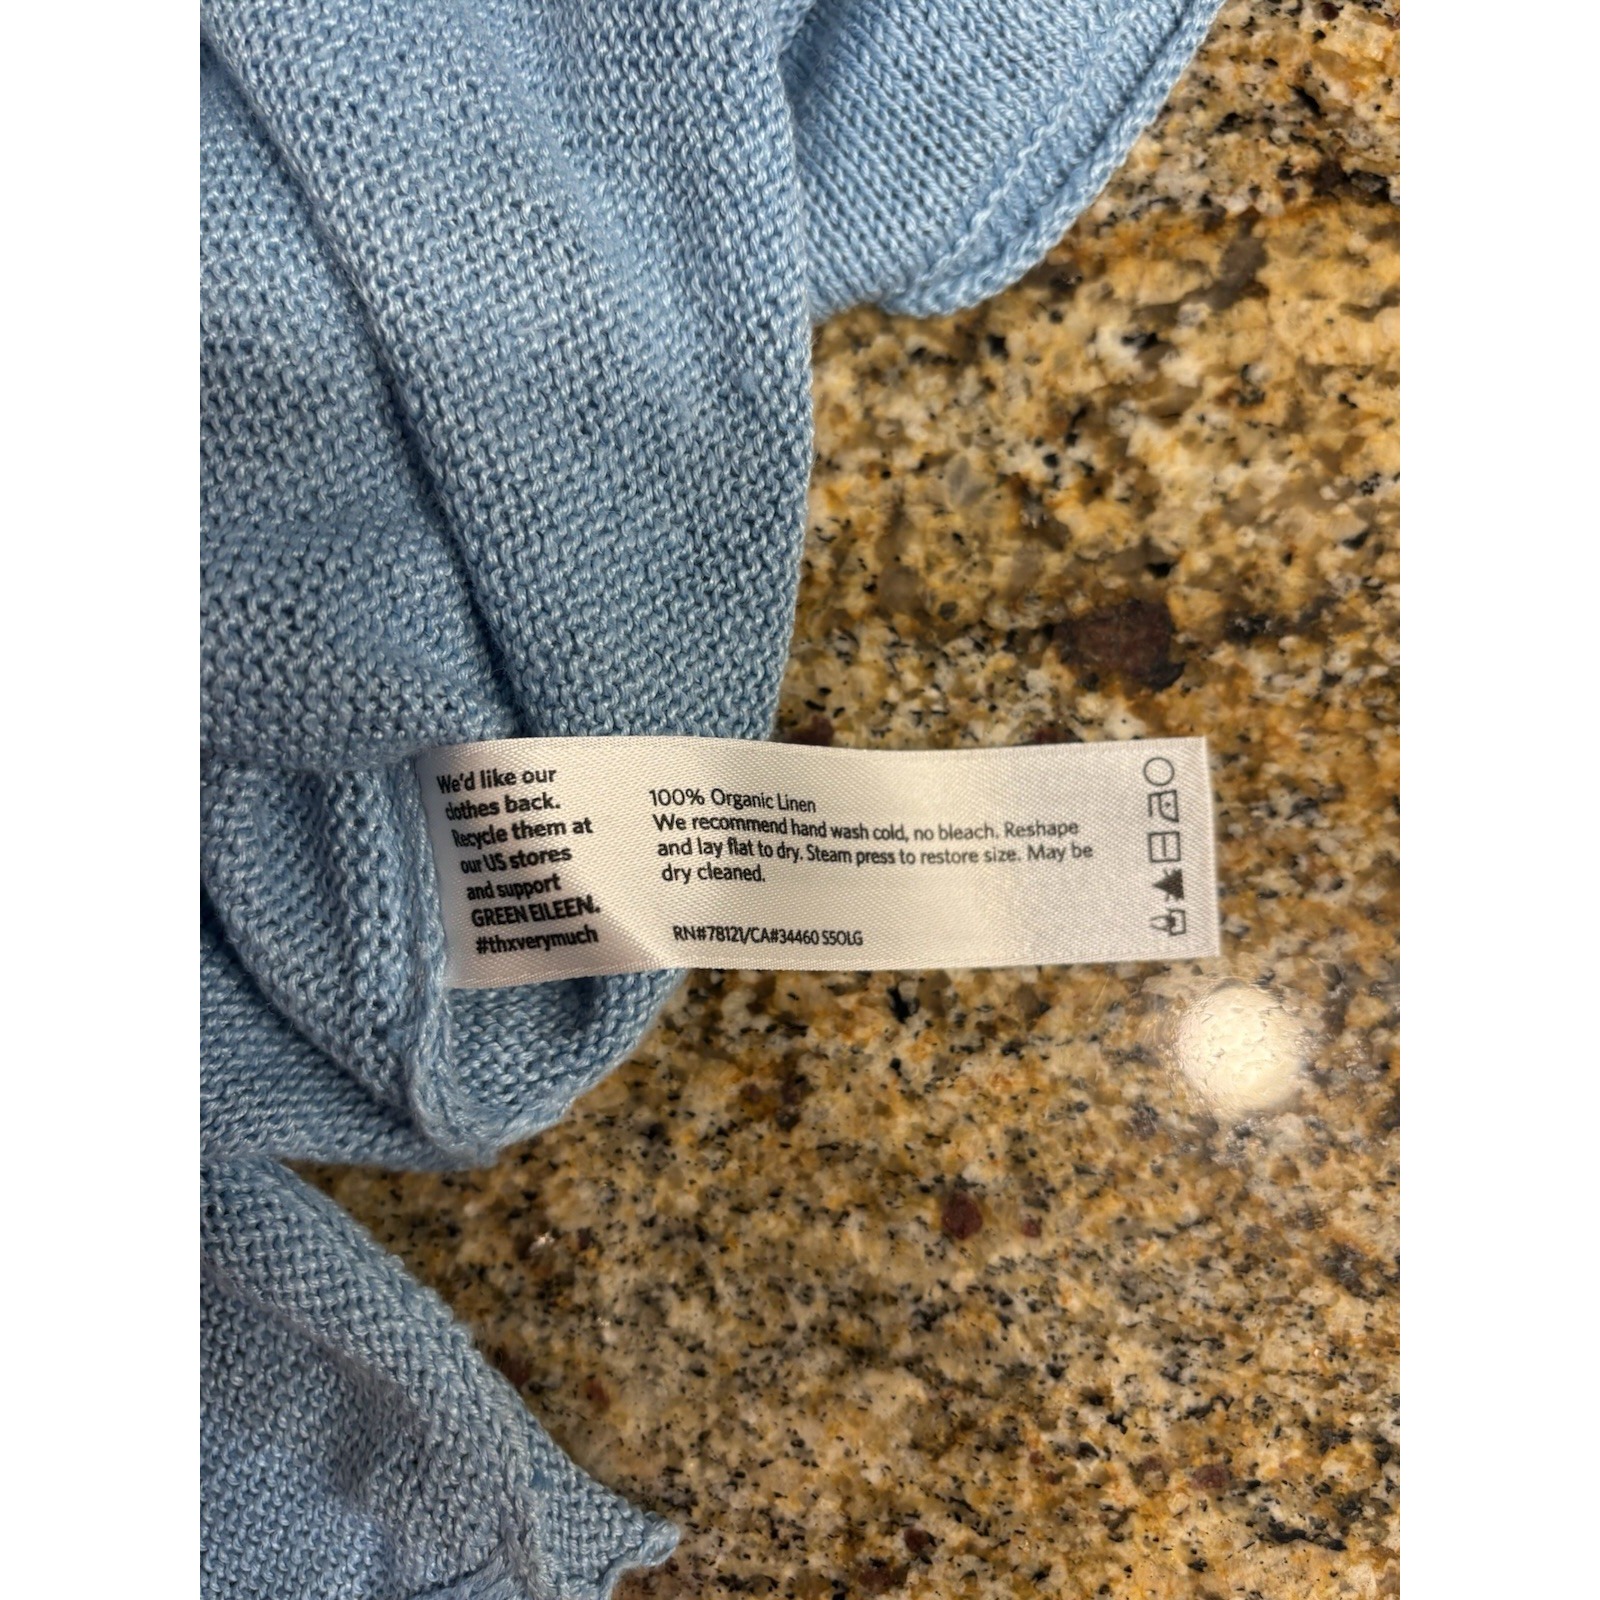 We'd like our
clothes back.
Recycle them at
our US stores
and support
GREEN EILEEN.
#thxverymuch
100% Organic Linen
We recommend hand wash cold, no bleach. Reshape
and lay flat to dry. Steam press to restore size. May be
dry cleaned.
RN#78121/CA#34460 S5OLG